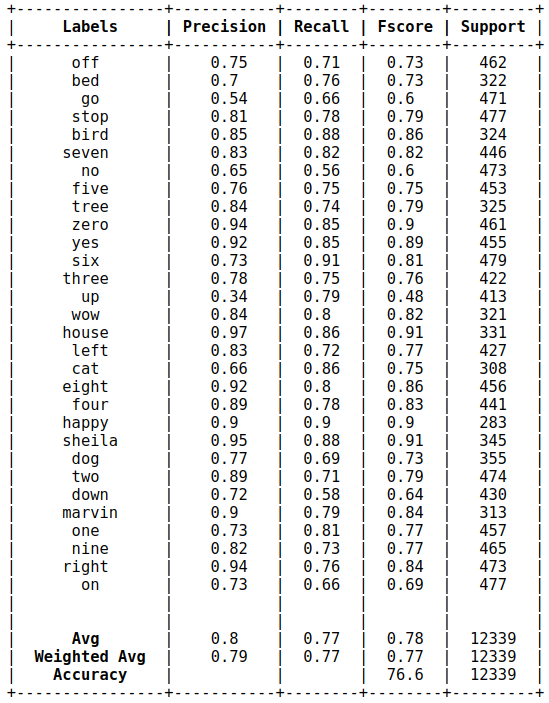 +----------------+-----------+--------+--------+---------+
|     Labels     | Precision | Recall | Fscore | Support |
+----------------+-----------+--------+--------+---------+
|      off       |    0.75   |  0.71  |  0.73  |   462   |
|      bed       |    0.7    |  0.76  |  0.73  |   322   |
|       go       |    0.54   |  0.66  |  0.6   |   471   |
|      stop      |    0.81   |  0.78  |  0.79  |   477   |
|      bird      |    0.85   |  0.88  |  0.86  |   324   |
|     seven      |    0.83   |  0.82  |  0.82  |   446   |
|       no       |    0.65   |  0.56  |  0.6   |   473   |
|      five      |    0.76   |  0.75  |  0.75  |   453   |
|      tree      |    0.84   |  0.74  |  0.79  |   325   |
|      zero      |    0.94   |  0.85  |  0.9   |   461   |
|      yes       |    0.92   |  0.85  |  0.89  |   455   |
|      six       |    0.73   |  0.91  |  0.81  |   479   |
|     three      |    0.78   |  0.75  |  0.76  |   422   |
|       up       |    0.34   |  0.79  |  0.48  |   413   |
|      wow       |    0.84   |  0.8   |  0.82  |   321   |
|     house      |    0.97   |  0.86  |  0.91  |   331   |
|      left      |    0.83   |  0.72  |  0.77  |   427   |
|      cat       |    0.66   |  0.86  |  0.75  |   308   |
|     eight      |    0.92   |  0.8   |  0.86  |   456   |
|      four      |    0.89   |  0.78  |  0.83  |   441   |
|     happy      |    0.9    |  0.9   |  0.9   |   283   |
|     sheila     |    0.95   |  0.88  |  0.91  |   345   |
|      dog       |    0.77   |  0.69  |  0.73  |   355   |
|      two       |    0.89   |  0.71  |  0.79  |   474   |
|      down      |    0.72   |  0.58  |  0.64  |   430   |
|     marvin     |    0.9    |  0.79  |  0.84  |   313   |
|      one       |    0.73   |  0.81  |  0.77  |   457   |
|      nine      |    0.82   |  0.73  |  0.77  |   465   |
|     right      |    0.94   |  0.76  |  0.84  |   473   |
|       on       |    0.73   |  0.66  |  0.69  |   477   |
|                |           |        |        |         |
|                |           |        |        |         |
|      Avg       |    0.8    |  0.77  |  0.78  |  12339  |
|  Weighted Avg  |    0.79   |  0.77  |  0.77  |  12339  |
|    Accuracy    |           |        |  76.6  |  12339  |
+----------------+-----------+--------+--------+---------+